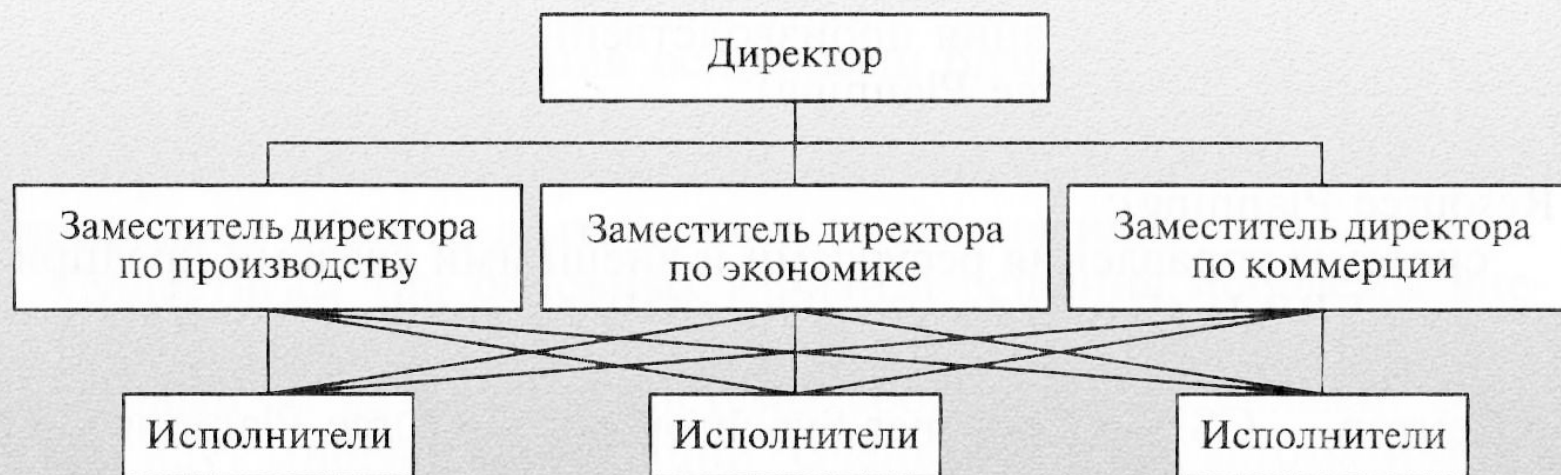 Директор
Заместитель директора
по производству
Заместитель директора
по экономике
Заместитель директора
по коммерции
Исполнители
Исполнители
Исполнители